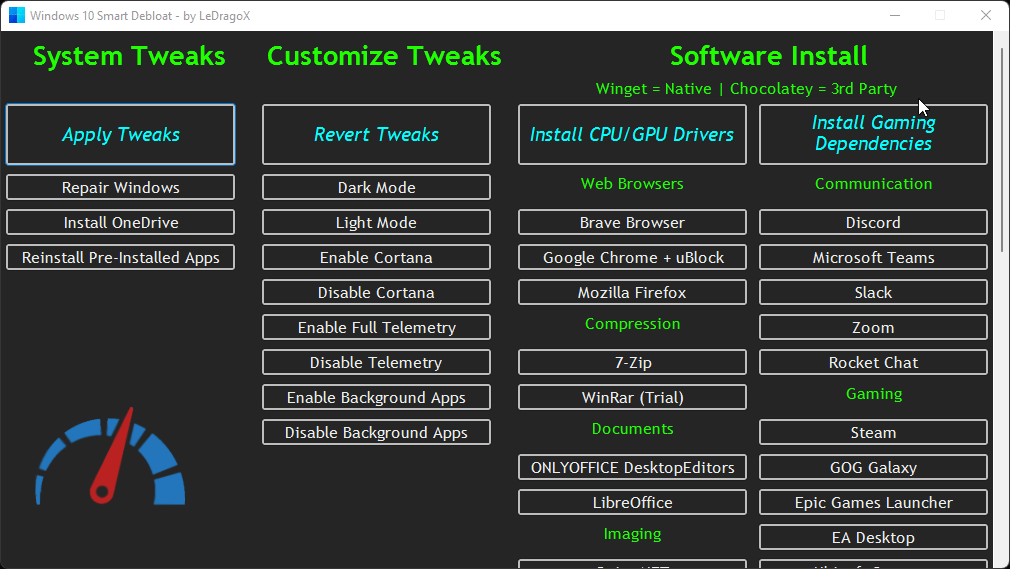 Windows 10 Smart Debloat - by LeDragoX
System Tweaks
Apply Tweaks
Repair Windows
Install OneDrive
Reinstall Pre-Installed Apps
Customize Tweaks
Revert Tweaks
Dark Mode
Light Mode
Enable Cortana
Disable Cortana
Enable Full Telemetry
Disable Telemetry
Enable Background Apps
Disable Background Apps
Software Install
Winget = Native | Chocolatey = 3rd Party
Install CPU/GPU Drivers
Web Browsers
Brave Browser
Google Chrome + uBlock
Mozilla Firefox
Compression
7-Zip
WinRar (Trial)
Documents
ONLYOFFICE DesktopEditors
LibreOffice
Imaging
Install Gaming
Dependencies
Communication
Discord
Microsoft Teams
Slack
Zoom
Rocket Chat
Gaming
Steam
GOG Galaxy
Epic Games Launcher
EA Desktop